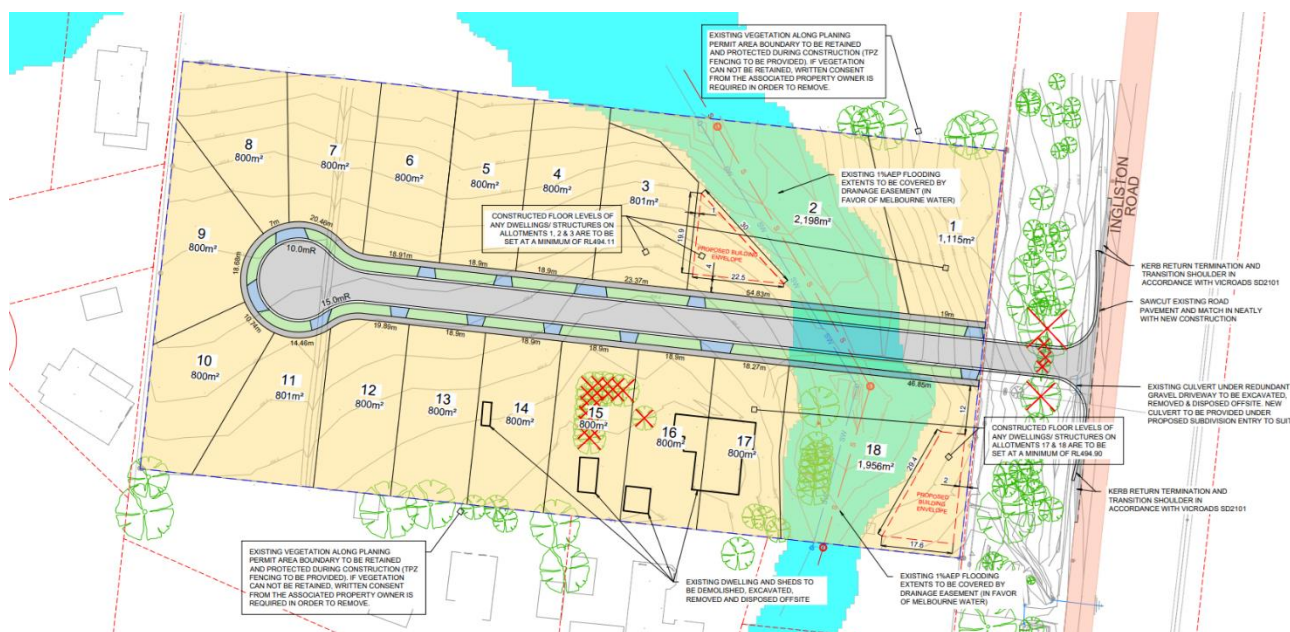 EXISTING VEGETATION ALONG PLANING
PERMIT AREA BOUNDARY TO BE RETAINED
AND PROTECTED DURING CONSTRUCTION (TPZ
FENCING TO BE PROVIDED). IF VEGETATION
CAN NOT BE RETAINED, WRITTEN CONSENT
FROM THE ASSOCIATED PROPERTY OWNER IS
REQUIRED IN ORDER TO REMOVE.
8
800m²
7
800m²
6
800m²
5
800m²
4
800m²
3
801m²
EXISTING 1%AEP FLOODING
EXTENTS TO BE COVERED BY
DRAINAGE EASEMENT (IN
FAVOR OF MELBOURNE WATER)
2
2,198m²
1
1,115m²
INGLISTON
ROAD
CONSTRUCTED FLOOR LEVELS OF
ANY DWELLINGS/ STRUCTURES ON
ALLOTMENTS 1, 2 & 3 ARE TO BE
SET AT A MINIMUM OF RL494.11
19.9
30
PROPOSED BUILDING
ENVELOPE
4
22.5
9
800m²
7m
20.46m
10.0mR
18.91m
18.9m
18.9m
23.37m
54.83m
19m
18.69m
15.0mR
10.74m
14.46m
19.89m
18.9m
18.9m
18.9m
18.9m
18.27m
46.85m
KERB RETURN TERMINATION AND
TRANSITION SHOULDER IN
ACCORDANCE WITH VICROADS SD2101
SAWCUT EXISTING ROAD
PAVEMENT AND MATCH IN NEATLY
WITH NEW CONSTRUCTION
EXISTING CULVERT UNDER REDUNDANT
GRAVEL DRIVEWAY TO BE EXCAVATED,
REMOVED & DISPOSED OFFSITE. NEW
CULVERT TO BE PROVIDED UNDER
PROPOSED SUBDIVISION ENTRY TO SUIT
10
800m²
11
801m²
12
800m²
13
800m²
14
800m²
15
800m²
16
800m²
17
800m²
18
1,956m²
12
29.4
2
PROPOSED
BUILDING
ENVELOPE
17.6
CONSTRUCTED FLOOR LEVELS OF
ANY DWELLINGS/ STRUCTURES ON
ALLOTMENTS 17 & 18 ARE TO BE
SET AT A MINIMUM OF RL494.90
KERB RETURN TERMINATION AND
TRANSITION SHOULDER IN
ACCORDANCE WITH VICROADS SD2101
EXISTING VEGETATION ALONG PLANING
PERMIT AREA BOUNDARY TO BE RETAINED
AND PROTECTED DURING CONSTRUCTION (TPZ
FENCING TO BE PROVIDED). IF VEGETATION
CAN NOT BE RETAINED, WRITTEN CONSENT
FROM THE ASSOCIATED PROPERTY OWNER IS
REQUIRED IN ORDER TO REMOVE.
EXISTING DWELLING AND SHEDS TO
BE DEMOLISHED, EXCAVATED,
REMOVED AND DISPOSED OFFSITE
EXISTING 1%AEP FLOODING
EXTENTS TO BE COVERED BY
DRAINAGE EASEMENT (IN FAVOR
OF MELBOURNE WATER)